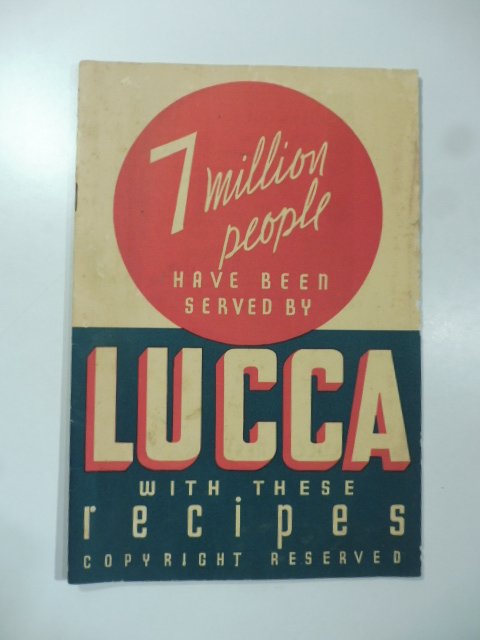 7 million
people
HAVE BEEN
SERVED BY
LUCCA
WITH THESE
recipes
COPYRIGHT RESERVED